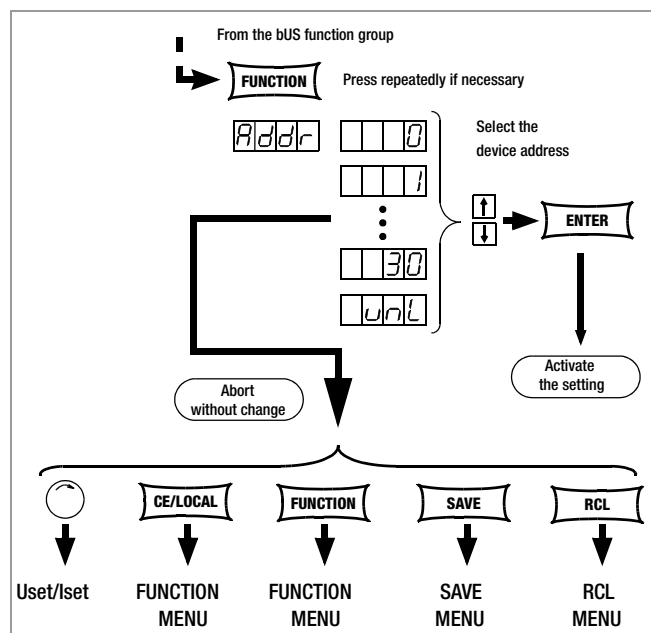 From the bUS function group
FUNCTION
Press repeatedly if necessary
Addr
0
Select the
device address
1
ENTER
30
unL
Activate
the setting
Abort
without change
CE/LOCAL
FUNCTION
SAVE
RCL
Uset/Iset
FUNCTION
MENU
FUNCTION
MENU
SAVE
MENU
RCL
MENU